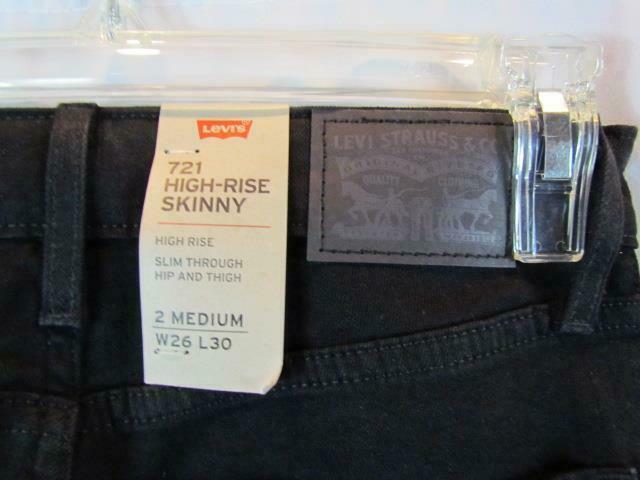 Levi's
721
HIGH-RISE
SKINNY
HIGH RISE
SLIM THROUGH
HIP AND THIGH
2 MEDIUM
W26 L30
LEVI STRAUSS & CO
QUALITY